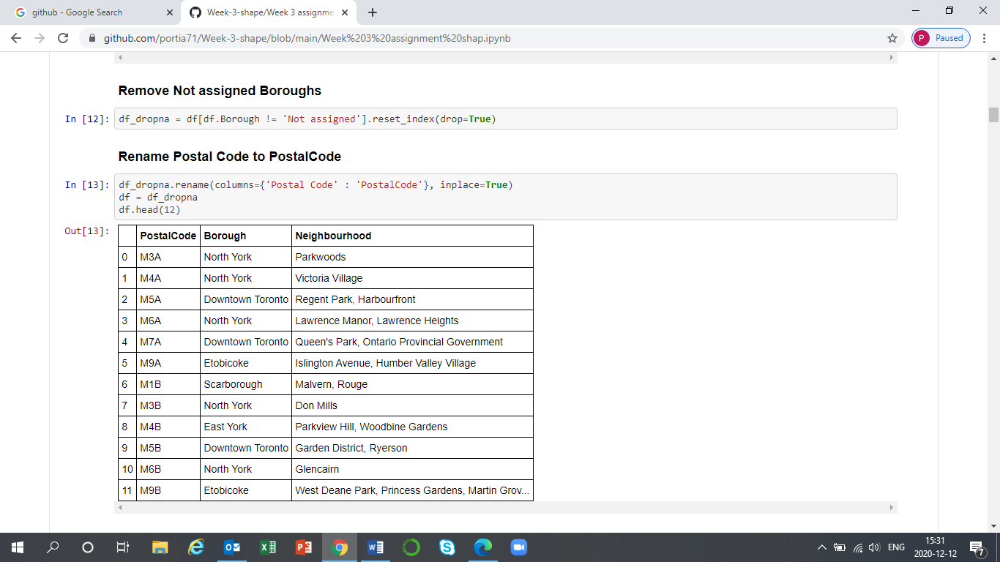 github - Google Search
Week-3-shape/Week 3 assignme
github.com/portia71/Week-3-shape/blob/main/Week%203%20assignment%20shap.ipynb
P Paused
Remove Not assigned Boroughs
In [12]: df_dropna = df[df.Borough != 'Not assigned'].reset_index(drop=True)
Rename Postal Code to PostalCode
In [13]: df_dropna.rename(columns={'Postal Code' : 'PostalCode'}, inplace=True)
df = df_dropna
df.head(12)
Out[13]:
PostalCode Borough Neighbourhood
0 M3A North York Parkwoods
1 M4A North York Victoria Village
2 M5A Downtown Toronto Regent Park, Harbourfront
3 M6A North York Lawrence Manor, Lawrence Heights
4 M7A Downtown Toronto Queen's Park, Ontario Provincial Government
5 M9A Etobicoke Islington Avenue, Humber Valley Village
6 M1B Scarborough Malvern, Rouge
7 M3B North York Don Mills
8 M4B East York Parkview Hill, Woodbine Gardens
9 M5B Downtown Toronto Garden District, Ryerson
10 M6B North York Glencairn
11 M9B Etobicoke West Deane Park, Princess Gardens, Martin Grov...
ENG
15:31
2020-12-12
7